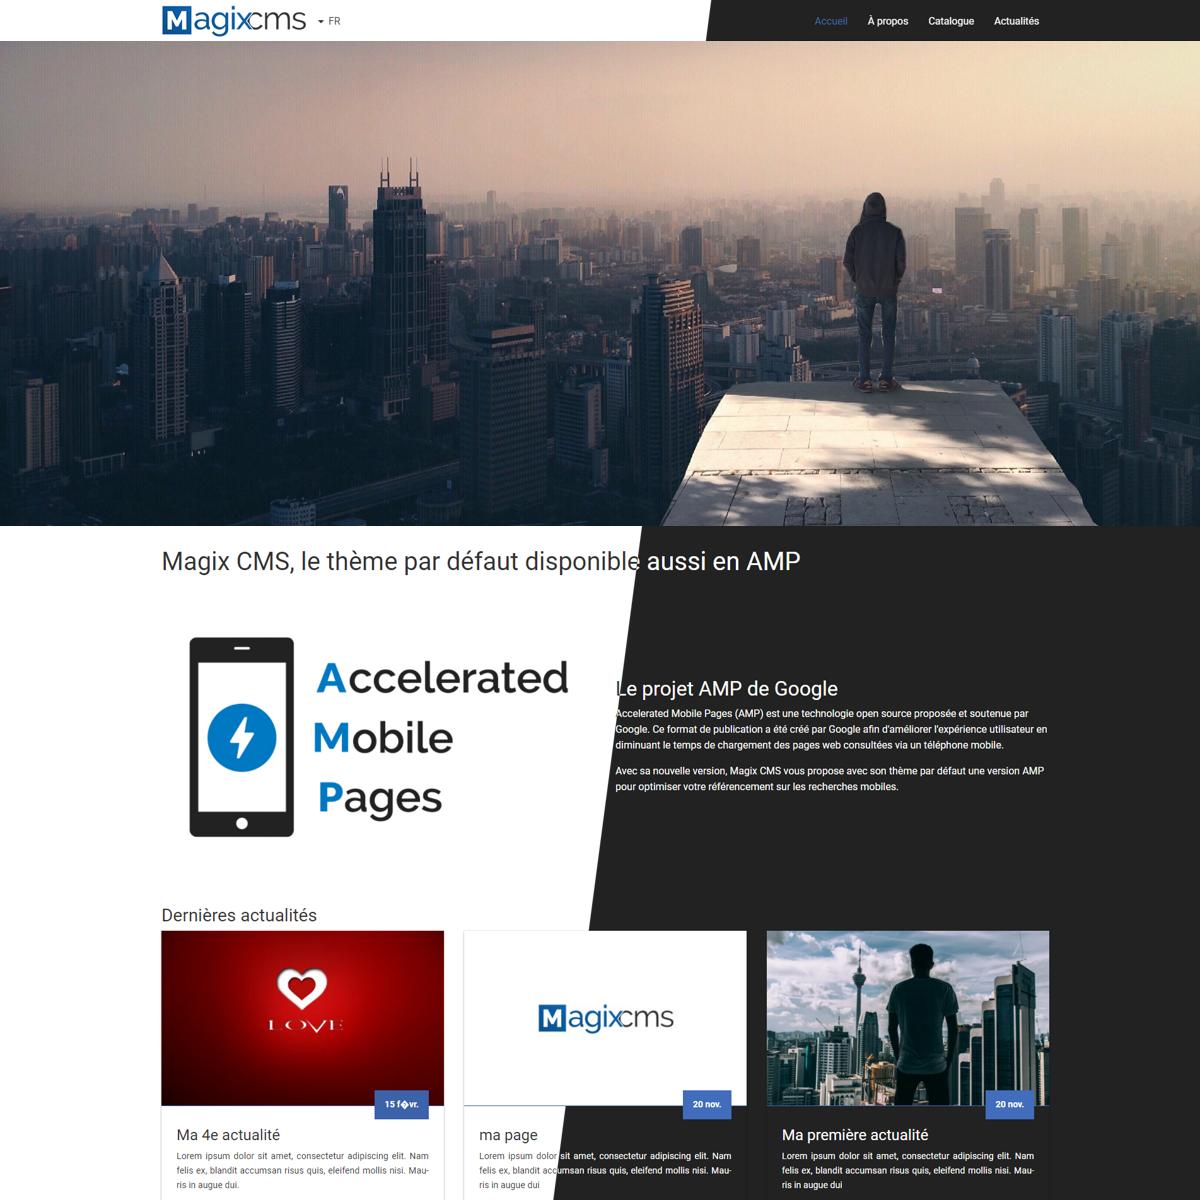 Magixcms
FR
Accueil
À propos
Catalogue
Actualités
Magix CMS, le thème par défaut disponible aussi en AMP
Accelerated
Mobile
Pages
Le projet AMP de Google
Accelerated Mobile Pages (AMP) est une technologie open source proposée et soutenue par
Google. Ce format de publication a été créé par Google afin d'améliorer l'expérience utilisateur en
diminuant le temps de chargement des pages web consultées via un téléphone mobile.
Avec sa nouvelle version, Magix CMS vous propose avec son thème par défaut une version AMP
pour optimiser votre référencement sur les recherches mobiles.
Dernières actualités
LOVE
15 f�vr.
Ma 4e actualité
Lorem ipsum dolor sit amet, consectetur adipiscing elit. Nam
felis ex, blandit accumsan risus quis, eleifend mollis nisi. Mau-
ris in augue dui.
Magixcms
20 nov.
ma page
Lorem ipsum dolor sit amet, consectetur adipiscing elit. Nam
felis ex, blandit accumsan risus quis, eleifend mollis nisi. Mau-
ris in augue dui
20 nov.
Ma première actualité
Lorem ipsum dolor sit amet, consectetur adipiscing elit. Nam
felis ex, blandit accumsan risus quis, eleifend mollis nisi. Mau-
ris in augue dui